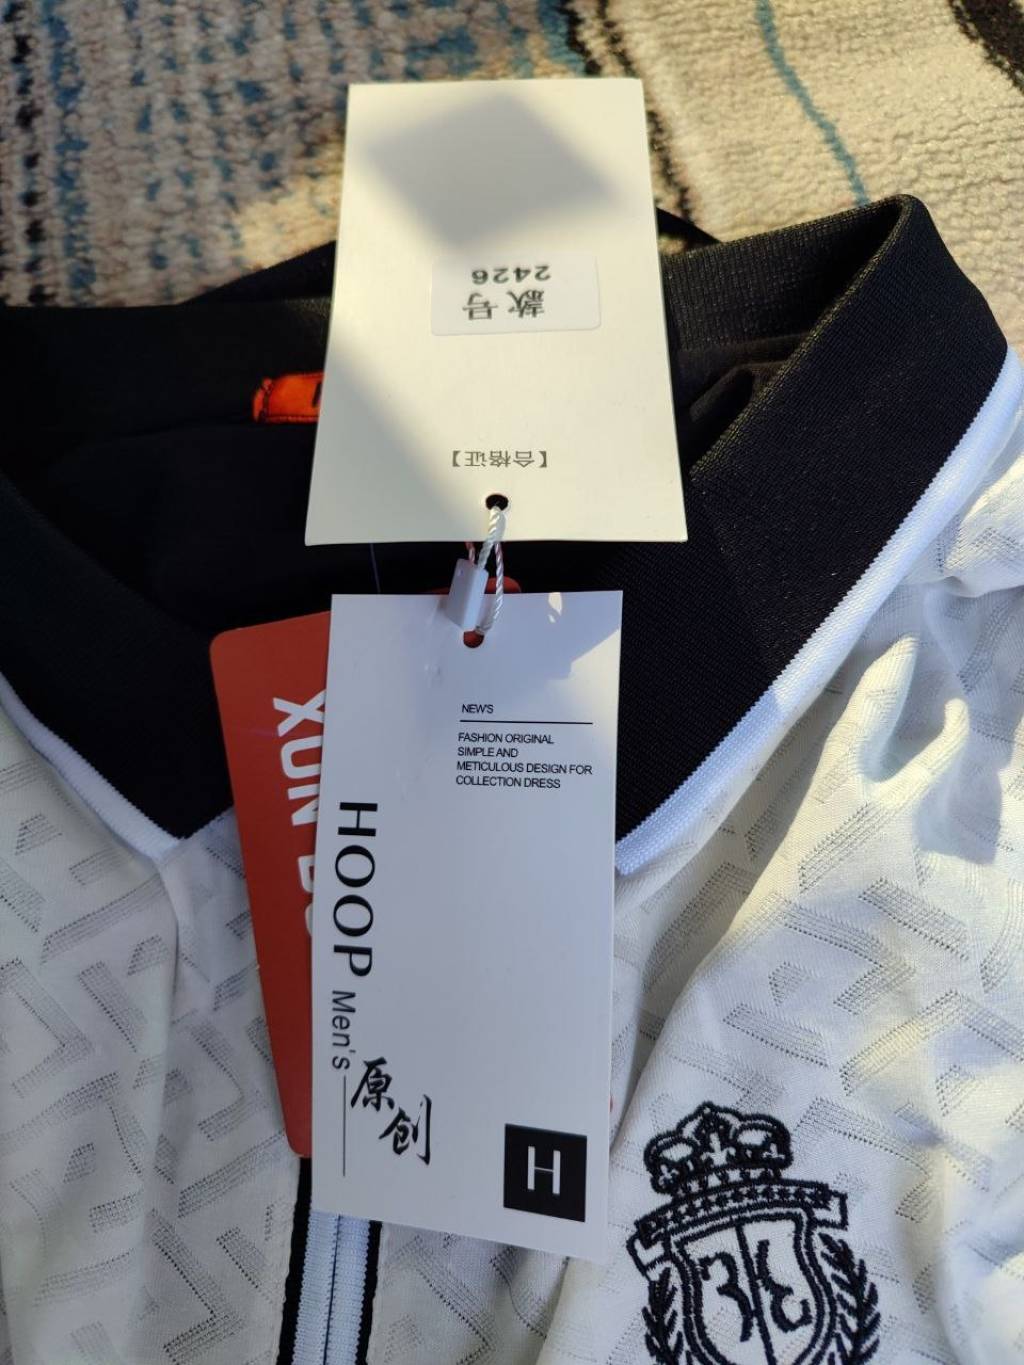 款号
2426
【合格证】
NEW'S
FASHION ORIGINAL
SIMPLE AND
METICULOUS DESIGN FOR
COLLECTION DRESS
HOOP Men's
原创
H
XUN